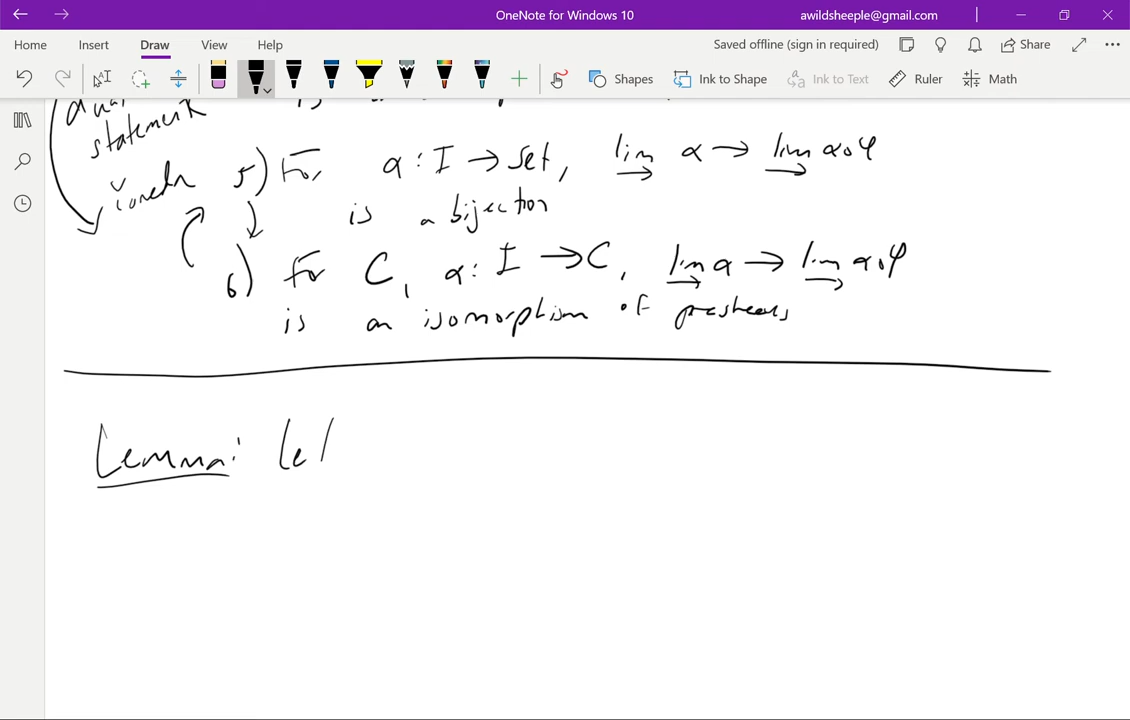 OneNote for Windows 10
awildsheeple@gmail.com
Home Insert Draw View Help
Saved offline (sign in required)
Share
Shapes
Ink to Shape
Ink to Text
Ruler
Math
dual
statement
is
Yoneda
5) For α : I → Set, lim α → lim α∘φ
is a bijection
6) for C, α : I → C, lim α → lim α∘φ
is an isomorphism of presheaves
Lemma: Let